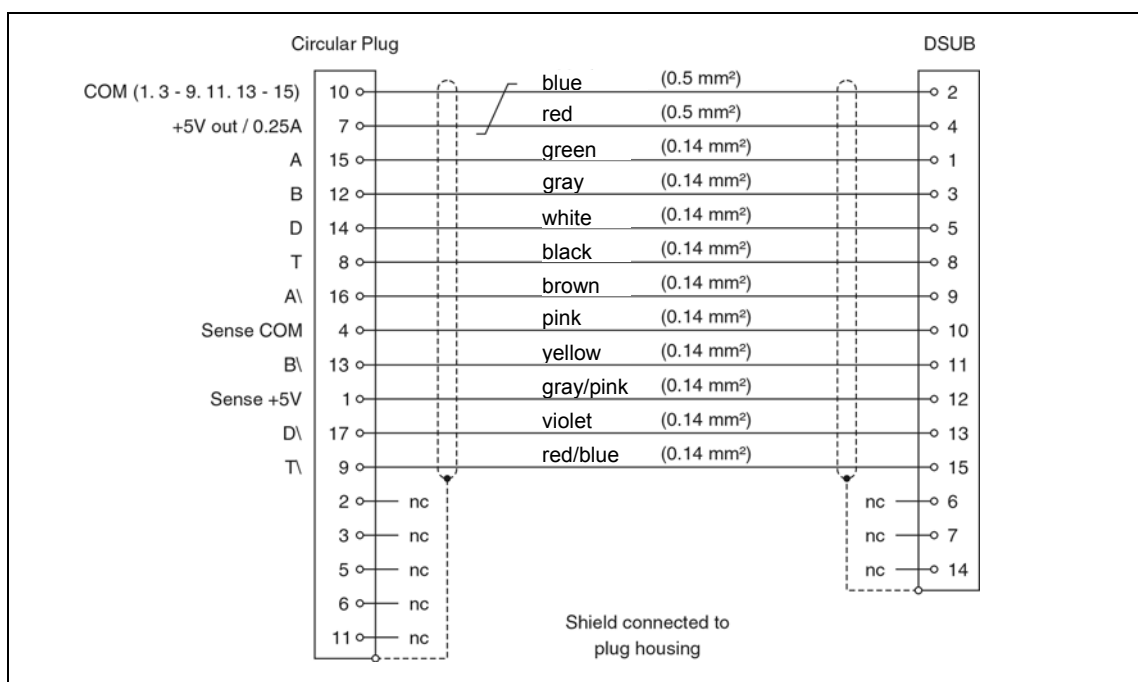 Circular Plug DSUB
COM (1. 3 - 9. 11. 13 - 15) 10 blue (0.5 mm²) 2
+5V out / 0.25A 7 red (0.5 mm²) 4
A 15 green (0.14 mm²) 1
B 12 gray (0.14 mm²) 3
D 14 white (0.14 mm²) 5
T 8 black (0.14 mm²) 8
A\ 16 brown (0.14 mm²) 9
Sense COM 4 pink (0.14 mm²) 10
B\ 13 yellow (0.14 mm²) 11
Sense +5V 1 gray/pink (0.14 mm²) 12
D\ 17 violet (0.14 mm²) 13
T\ 9 red/blue (0.14 mm²) 15
2 nc nc 6
3 nc nc 7
5 nc nc 14
6 nc
11 nc
Shield connected to
plug housing